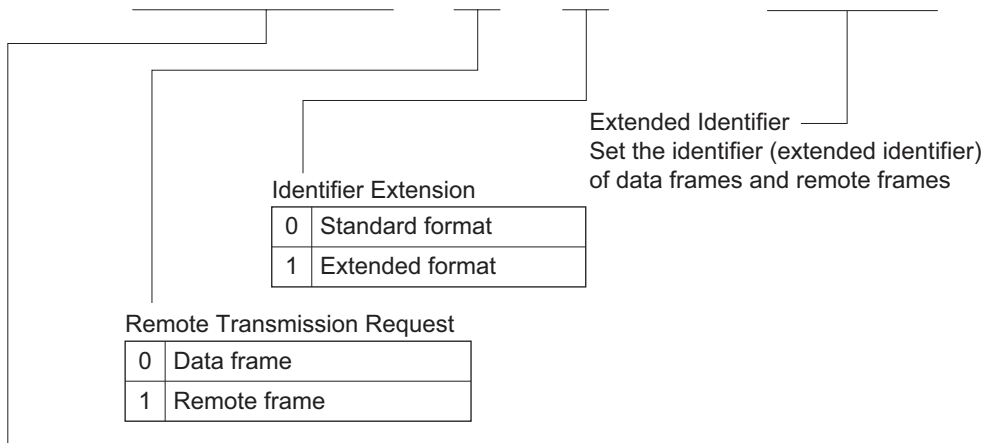 Extended Identifier
Set the identifier (extended identifier)
of data frames and remote frames
Identifier Extension
0 Standard format
1 Extended format
Remote Transmission Request
0 Data frame
1 Remote frame